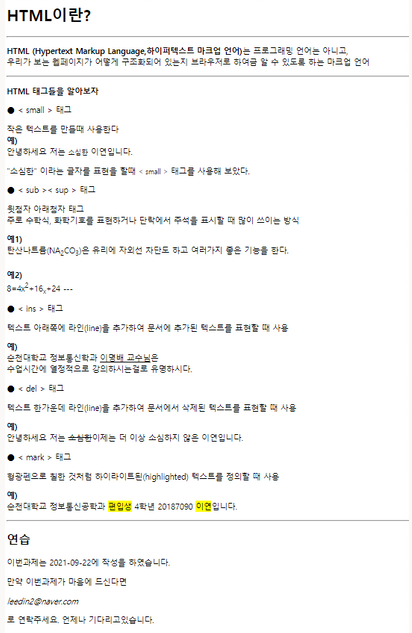 HTML이란?
HTML (Hypertext Markup Language,하이퍼텍스트 마크업 언어)는 프로그래밍 언어는 아니고,
우리가 보는 웹페이지가 어떻게 구조화되어 있는지 브라우저로 하여금 알 수 있도록 하는 마크업 언어
HTML 태그들을 알아보자
● < small > 태그
작은 텍스트를 만들때 사용한다
예)
안녕하세요 저는 소심한 이연입니다.
"소심한" 이라는 글자를 표현을 할때 < small > 태그를 사용해 보았다.
● < sub >< sup > 태그
윗첨자 아래첨자 태그
주로 수학식, 화학기호를 표현하거나 단락에서 주석을 표시할 때 많이 쓰이는 방식
예1)
탄산나트륨(NA2CO3)은 유리에 자외선 차단도 하고 여러가지 좋은 기능을 한다.
예2)
8=4x2+16x+24 ---
● < ins > 태그
텍스트 아래쪽에 라인(line)을 추가하여 문서에 추가된 텍스트를 표현할 때 사용
예)
순천대학교 정보통신학과 이명배 교수님은
수업시간에 열정적으로 강의하시는걸로 유명하시다.
● < del > 태그
텍스트 한가운데 라인(line)을 추가하여 문서에서 삭제된 텍스트를 표현할 때 사용
예)
안녕하세요 저는 소심한이제는 더 이상 소심하지 않은 이연입니다.
● < mark > 태그
형광펜으로 칠한 것처럼 하이라이트된(highlighted) 텍스트를 정의할 때 사용
예)
순천대학교 정보통신공학과 편입생 4학년 20187090 이연입니다.
연습
이번과제는 2021-09-22에 작성를 하였습니다.
만약 이번과제가 마음에 드신다면
leedin2@naver.com
로 연락주세요. 언제나 기다리고있습니다.